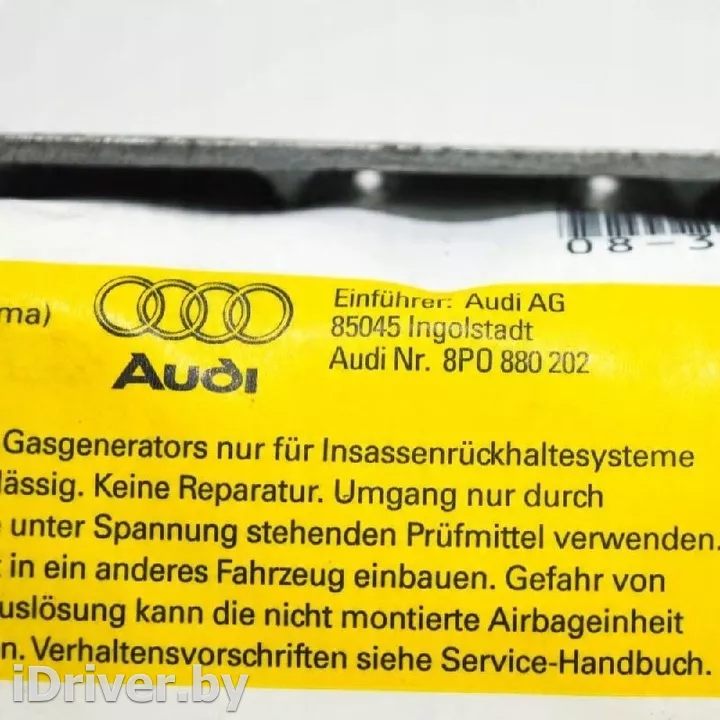 08-3
ma)
Audi
Einführer: Audi AG
85045 Ingolstadt
Audi Nr. 8P0 880 202
Gasgenerators nur für Insassenrückhaltesysteme
lässig. Keine Reparatur. Umgang nur durch
unter Spannung stehenden Prüfmittel verwenden.
t in ein anderes Fahrzeug einbauen. Gefahr von
uslösung kann die nicht montierte Airbageinheit
n. Verhaltensvorschriften siehe Service-Handbuch.
iDriver.by